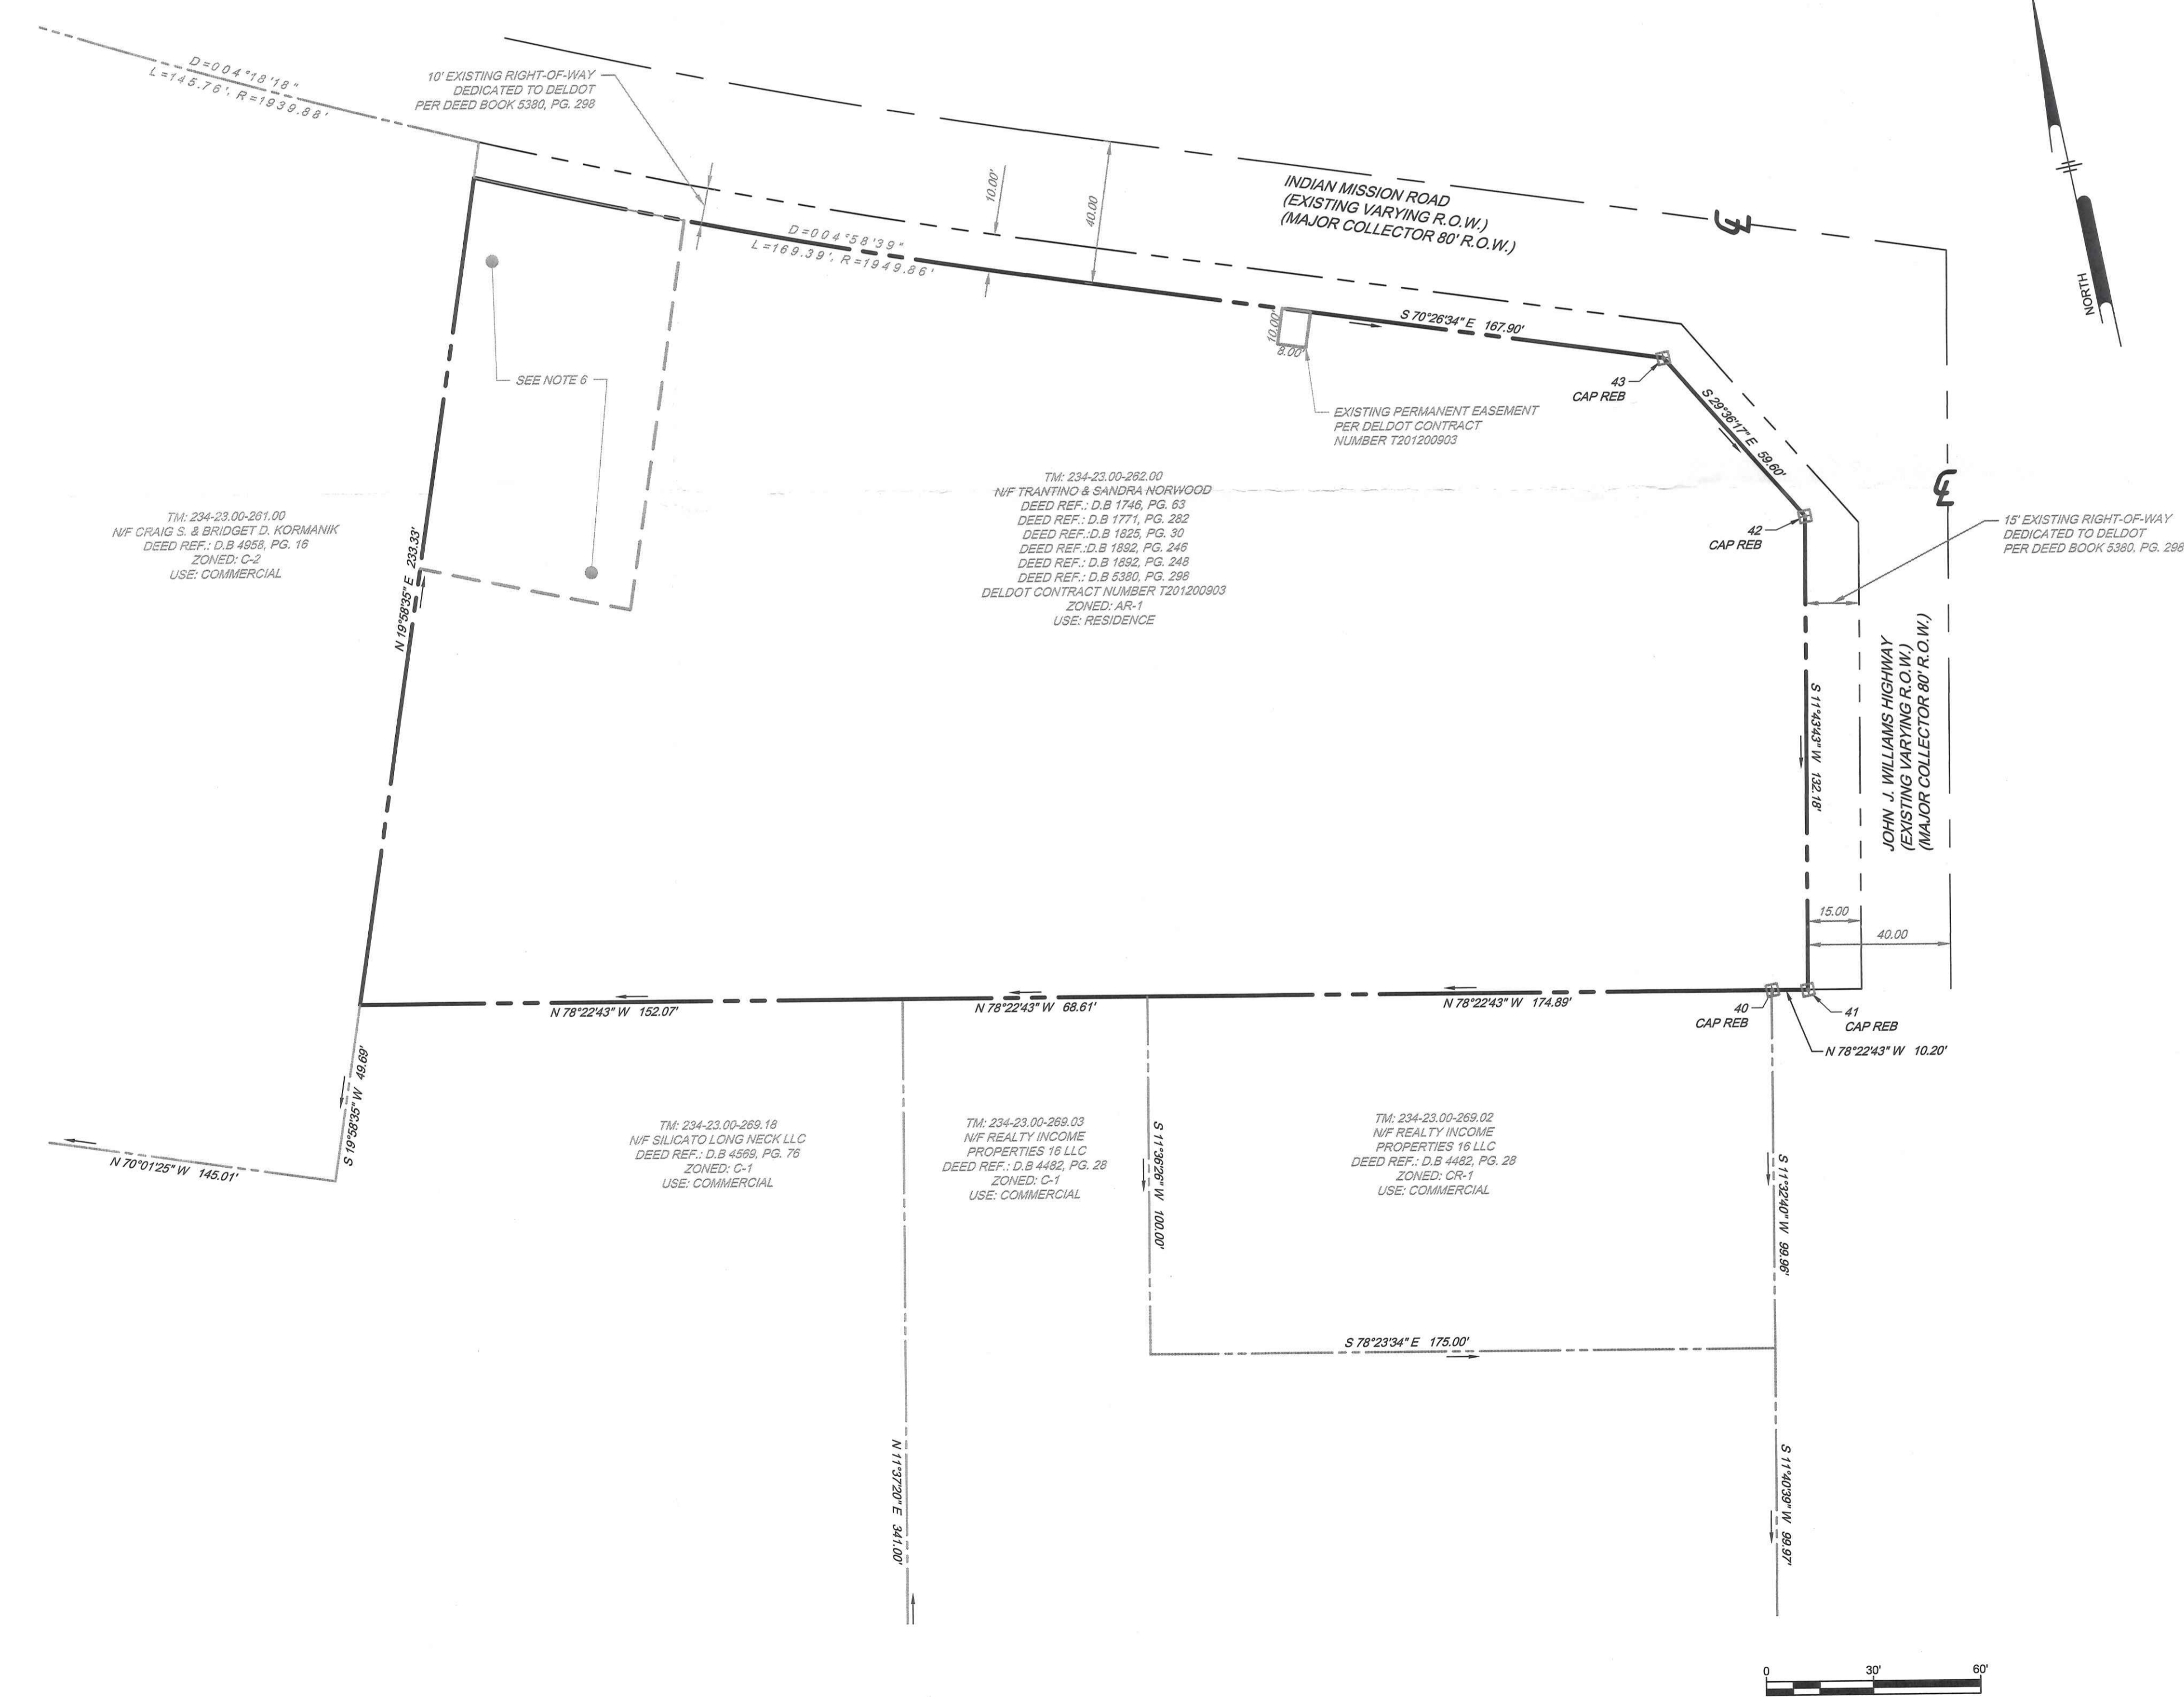 D=004°18'18"
L=145.76', R=1939.88'
10' EXISTING RIGHT-OF-WAY
DEDICATED TO DELDOT
PER DEED BOOK 5380, PG. 298
10.00'
40.00
INDIAN MISSION ROAD
(EXISTING VARYING R.O.W.)
(MAJOR COLLECTOR 80' R.O.W.)
NORTH
D=004°58'39"
L=169.39', R=1949.86'
S 70°26'34" E 167.90'
10.00'
8.00'
SEE NOTE 6
43
CAP REB
EXISTING PERMANENT EASEMENT
PER DELDOT CONTRACT
NUMBER T201200903
S 29°36'17" E 59.60'
TM: 234-23.00-261.00
N/F CRAIG S. & BRIDGET D. KORMANIK
DEED REF.: D.B 4958, PG. 16
ZONED: C-2
USE: COMMERCIAL
N 19°58'35" E 233.33'
TM: 234-23.00-262.00
N/F TRANTINO & SANDRA NORWOOD
DEED REF.: D.B 1746, PG. 63
DEED REF.: D.B 1771, PG. 282
DEED REF.:D.B 1825, PG. 30
DEED REF.:D.B 1892, PG. 246
DEED REF.: D.B 1892, PG. 248
DEED REF.: D.B 5380, PG. 298
DELDOT CONTRACT NUMBER T201200903
ZONED: AR-1
USE: RESIDENCE
42
CAP REB
15' EXISTING RIGHT-OF-WAY
DEDICATED TO DELDOT
PER DEED BOOK 5380, PG. 298
S 11°43'43" W 132.18'
JOHN J. WILLIAMS HIGHWAY
(EXISTING VARYING R.O.W.)
(MAJOR COLLECTOR 80' R.O.W.)
15.00
40.00
N 78°22'43" W 152.07'
N 78°22'43" W 68.61'
N 78°22'43" W 174.89'
40
CAP REB
41
CAP REB
N 78°22'43" W 10.20'
S 19°58'35" W 49.69'
N 70°01'25" W 145.01'
TM: 234-23.00-269.18
N/F SILICATO LONG NECK LLC
DEED REF.: D.B 4569, PG. 76
ZONED: C-1
USE: COMMERCIAL
TM: 234-23.00-269.03
N/F REALTY INCOME
PROPERTIES 16 LLC
DEED REF.: D.B 4482, PG. 28
ZONED: C-1
USE: COMMERCIAL
S 11°36'26" W 100.00'
TM: 234-23.00-269.02
N/F REALTY INCOME
PROPERTIES 16 LLC
DEED REF.: D.B 4482, PG. 28
ZONED: CR-1
USE: COMMERCIAL
S 11°32'40" W 99.96'
S 78°23'34" E 175.00'
N 11°37'20" E 341.00'
S 11°40'39" W 99.97'
0 30' 60'